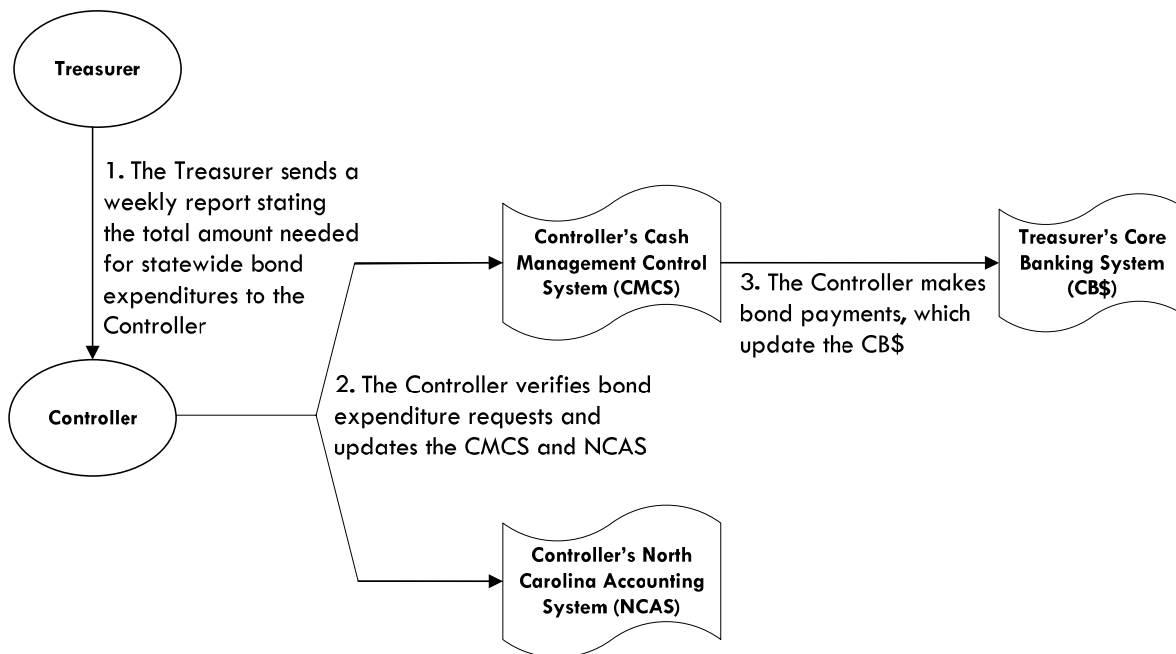 Treasurer
1. The Treasurer sends a
weekly report stating
the total amount needed
for statewide bond
expenditures to the
Controller
Controller
2. The Controller verifies bond
expenditure requests and
updates the CMCS and NCAS
Controller's Cash
Management Control
System (CMCS)
3. The Controller makes
bond payments, which
update the CB$
Treasurer's Core
Banking System
(CB$)
Controller's North
Carolina Accounting
System (NCAS)